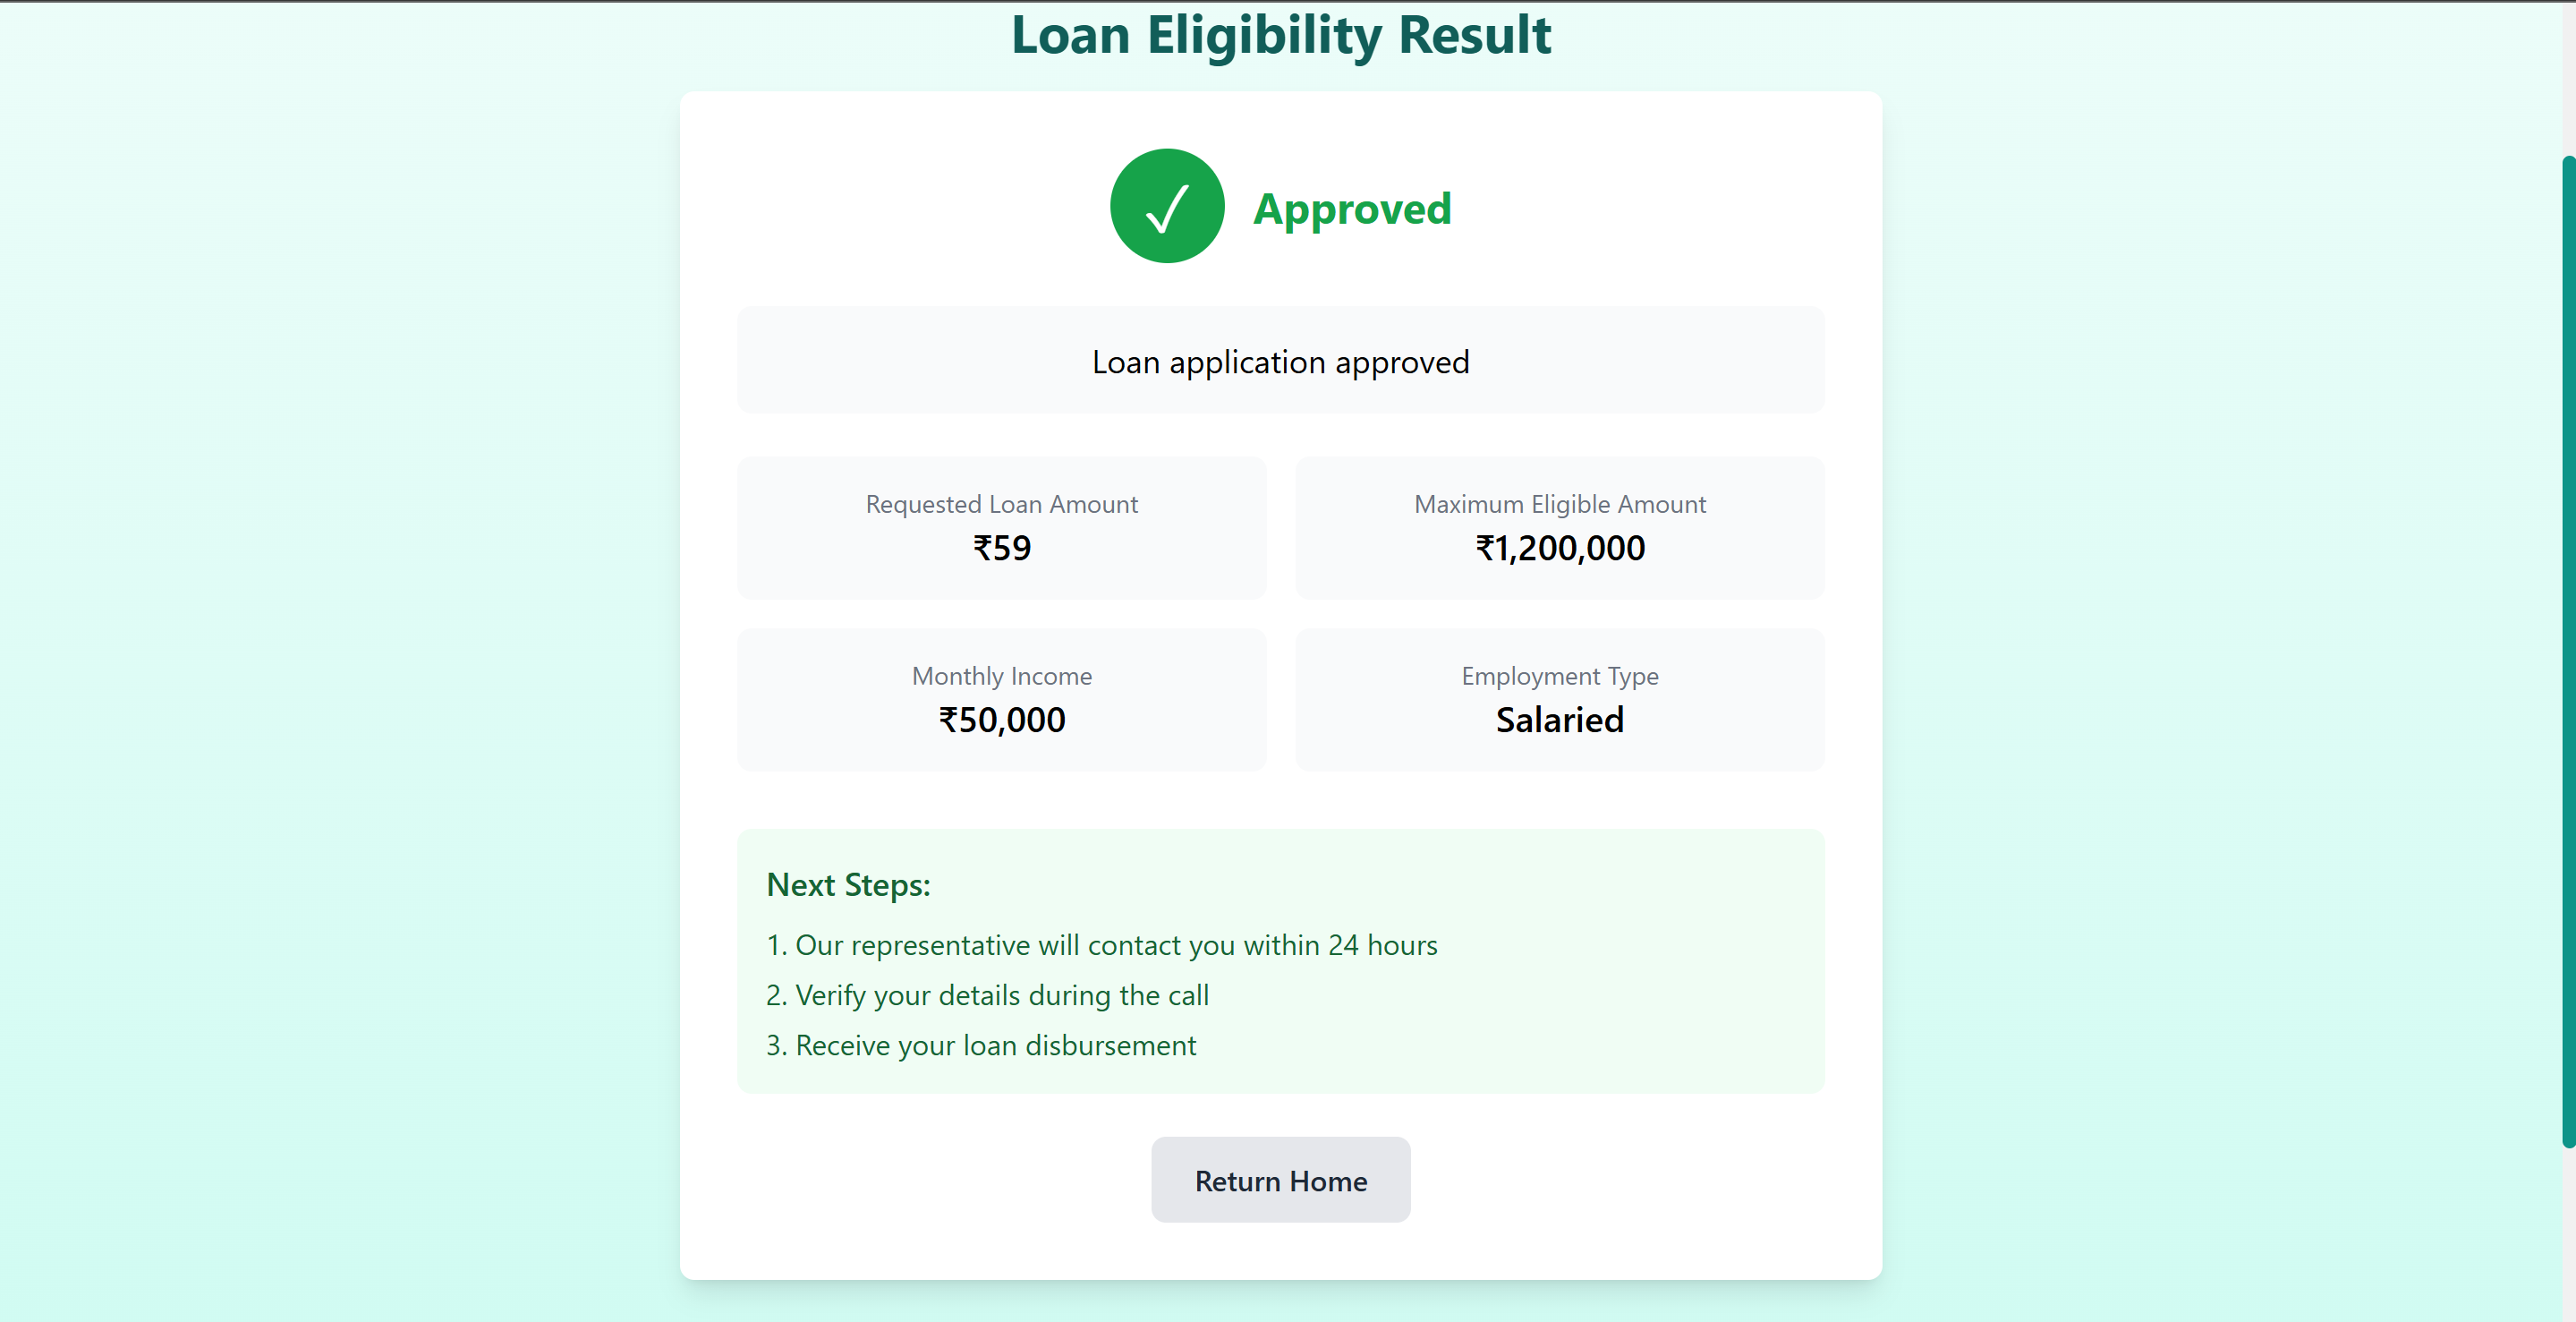 Loan Eligibility Result
✓ Approved
Loan application approved
Requested Loan Amount
₹59
Maximum Eligible Amount
₹1,200,000
Monthly Income
₹50,000
Employment Type
Salaried
Next Steps:
1. Our representative will contact you within 24 hours
2. Verify your details during the call
3. Receive your loan disbursement
Return Home